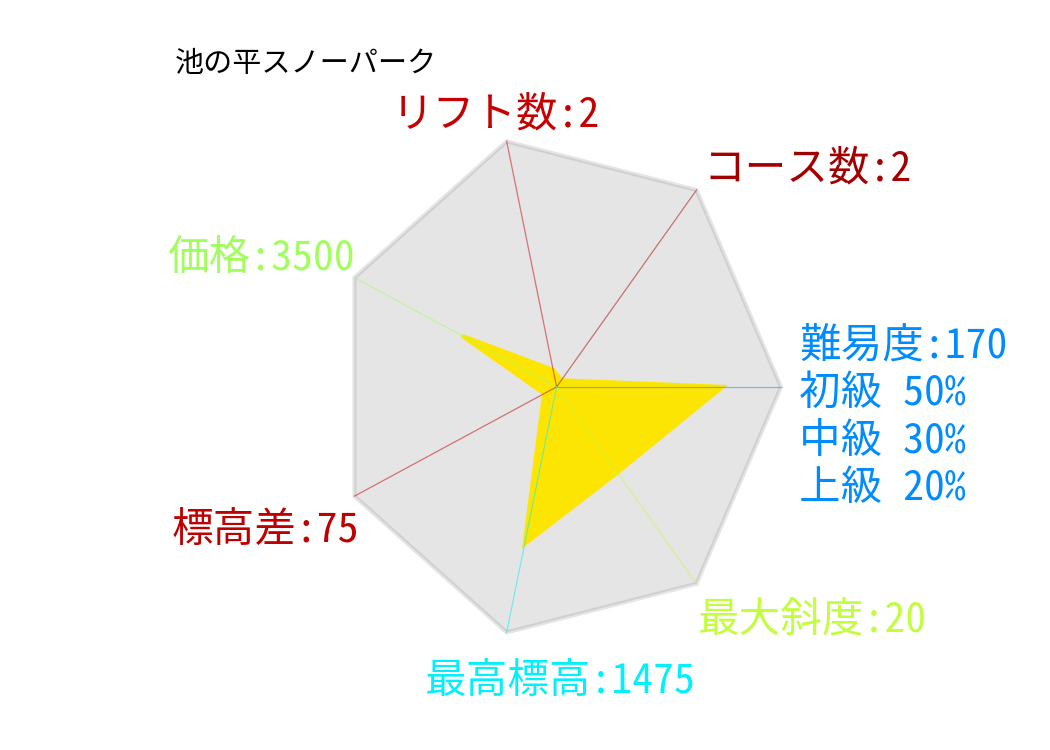 池の平スノーパーク
リフト数:2
コース数:2
価格:3500
難易度:170
初級 50%
中級 30%
上級 20%
標高差:75
最大斜度:20
最高標高:1475